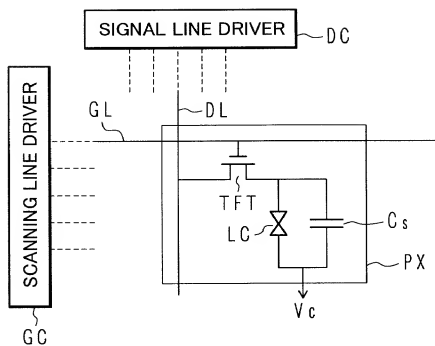 SIGNAL LINE DRIVER
DC
SCANNING LINE DRIVER
GL
DL
TFT
LC
Cs
PX
Vc
GC